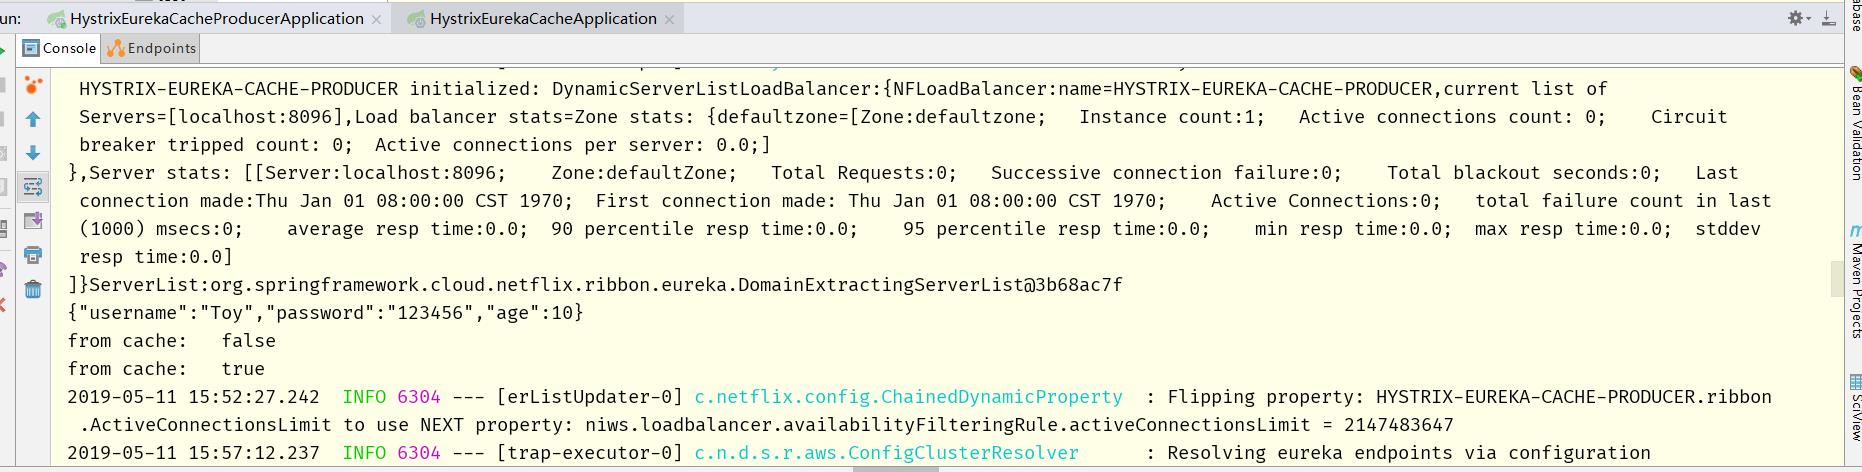 un:
HystrixEurekaCacheProducerApplication
HystrixEurekaCacheApplication
Console
Endpoints
HYSTRIX-EUREKA-CACHE-PRODUCER initialized: DynamicServerListLoadBalancer:{NFLoadBalancer:name=HYSTRIX-EUREKA-CACHE-PRODUCER,current list of
Servers=[localhost:8096],Load balancer stats=Zone stats: {defaultzone=[Zone:defaultzone;   Instance count:1;   Active connections count: 0;    Circuit
breaker tripped count: 0;  Active connections per server: 0.0;]
},Server stats: [[Server:localhost:8096;    Zone:defaultZone;   Total Requests:0;   Successive connection failure:0;    Total blackout seconds:0;   Last
connection made:Thu Jan 01 08:00:00 CST 1970;  First connection made: Thu Jan 01 08:00:00 CST 1970;    Active Connections:0;   total failure count in last
(1000) msecs:0;    average resp time:0.0;  90 percentile resp time:0.0;    95 percentile resp time:0.0;    min resp time:0.0;  max resp time:0.0;  stddev
resp time:0.0]
]}ServerList:org.springframework.cloud.netflix.ribbon.eureka.DomainExtractingServerList@3b68ac7f
{"username":"Toy","password":"123456","age":10}
from cache:   false
from cache:   true
2019-05-11 15:52:27.242  INFO 6304 --- [erListUpdater-0] c.netflix.config.ChainedDynamicProperty  : Flipping property: HYSTRIX-EUREKA-CACHE-PRODUCER.ribbon
.ActiveConnectionsLimit to use NEXT property: niws.loadbalancer.availabilityFilteringRule.activeConnectionsLimit = 2147483647
2019-05-11 15:57:12.237  INFO 6304 --- [trap-executor-0] c.n.d.s.r.aws.ConfigClusterResolver      : Resolving eureka endpoints via configuration
abase
Bean Validation
Maven Projects
SciView